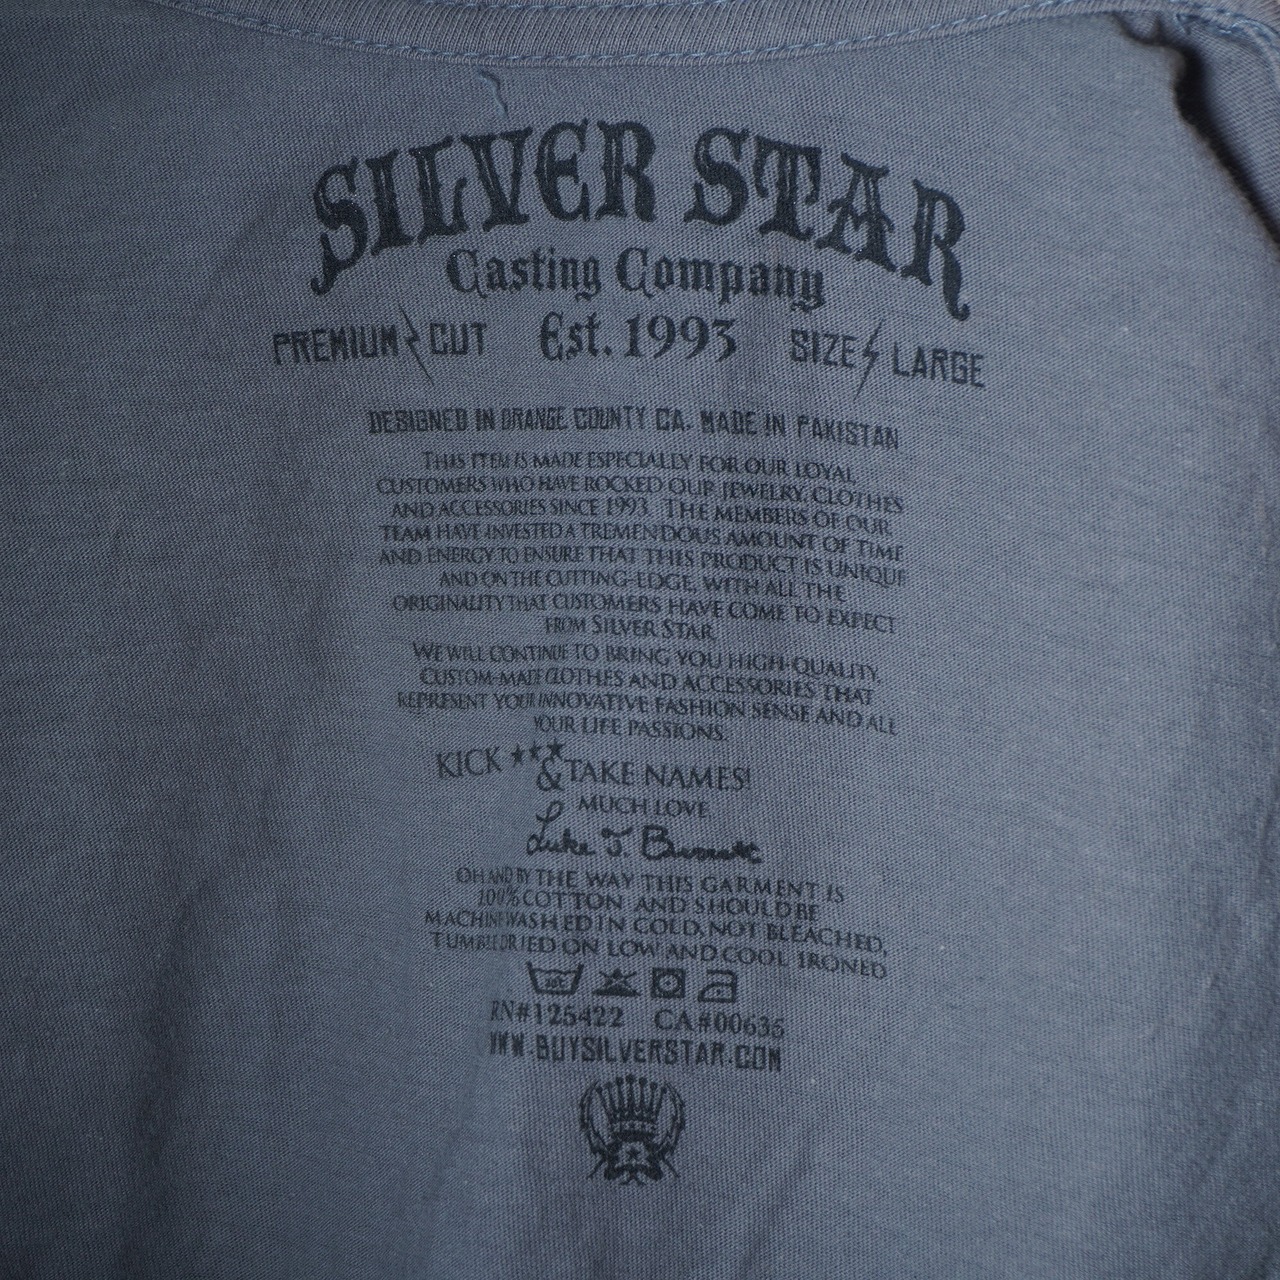 SILVER STAR
Casting Company
PREMIUM CUT Est. 1993 SIZE LARGE
DESIGNED IN ORANGE COUNTY CA. MADE IN PAKISTAN
THIS ITEM IS MADE ESPECIALLY FOR OUR LOYAL
CUSTOMERS WHO HAVE ROCKED OUR JEWELRY, CLOTHES
AND ACCESSORIES SINCE 1993. THE MEMBERS OF OUR
TEAM HAVE INVESTED A TREMENDOUS AMOUNT OF TIME
AND ENERGY TO ENSURE THAT THIS PRODUCT IS UNIQUE
AND ON THE CUTTING-EDGE, WITH ALL THE
ORIGINALITY THAT CUSTOMERS HAVE COME TO EXPECT
FROM SILVER STAR.
WE WILL CONTINUE TO BRING YOU HIGH-QUALITY,
CUSTOM-MADE CLOTHES AND ACCESSORIES THAT
REPRESENT YOUR INNOVATIVE FASHION SENSE AND ALL
YOUR LIFE PASSIONS.
KICK ★★★ & TAKE NAMES!
MUCH LOVE
Luke J. Burrett
OH AND BY THE WAY THIS GARMENT IS
100% COTTON AND SHOULD BE
MACHINE WASHED IN COLD, NOT BLEACHED,
TUMBLE DRIED ON LOW AND COOL IRONED
30°C
RN#125422 CA#00635
WWW.BUYSILVERSTAR.COM